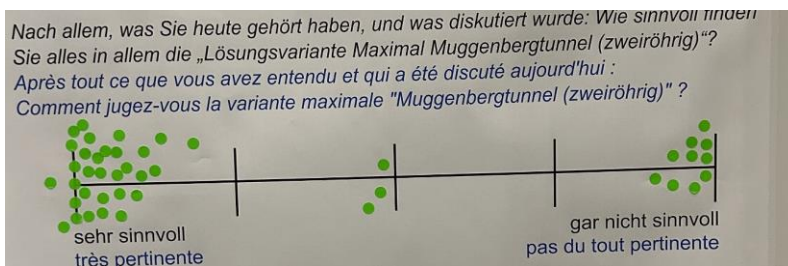 Nach allem, was Sie heute gehört haben, und was diskutiert wurde: Wie sinnvoll finden
Sie alles in allem die „Lösungsvariante Maximal Muggenbergtunnel (zweiröhrig)“?
Après tout ce que vous avez entendu et qui a été discuté aujourd'hui :
Comment jugez-vous la variante maximale "Muggenbergtunnel (zweiröhrig)" ?
sehr sinnvoll
très pertinente
gar nicht sinnvoll
pas du tout pertinente